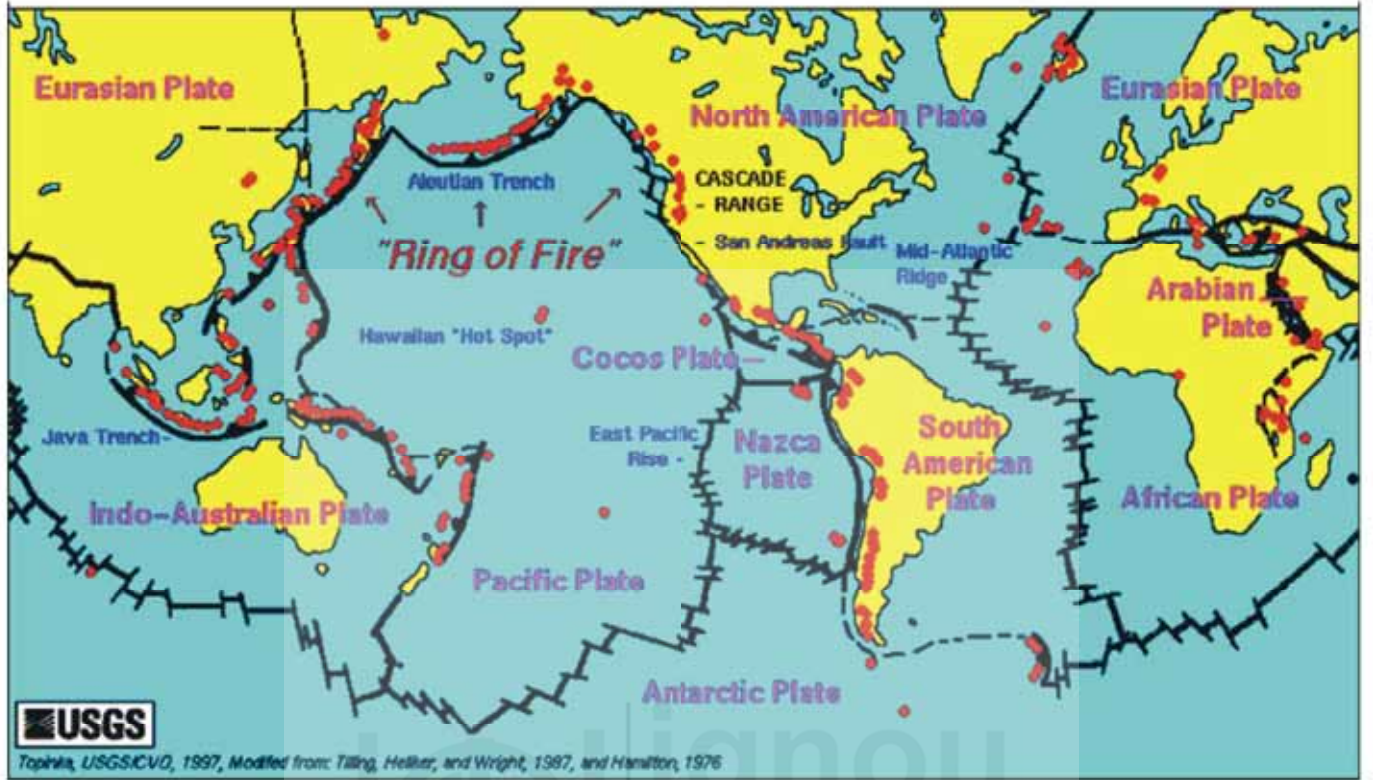 Eurasian Plate
Eurasian Plate
North American Plate
Aleutian Trench
CASCADE
- RANGE
"Ring of Fire"
- San Andreas Fault
Mid-Atlantic
Ridge
Arabian
Plate
Hawaiian "Hot Spot"
Cocos Plate
Java Trench
East Pacific
Rise -
Nazca
Plate
South
American
Plate
Indo-Australian Plate
African Plate
Pacific Plate
Antarctic Plate
USGS
Topinka, USGS/CVO, 1997, Modified from: Tilling, Heliker, and Wright, 1987, and Hamilton, 1976
ignou